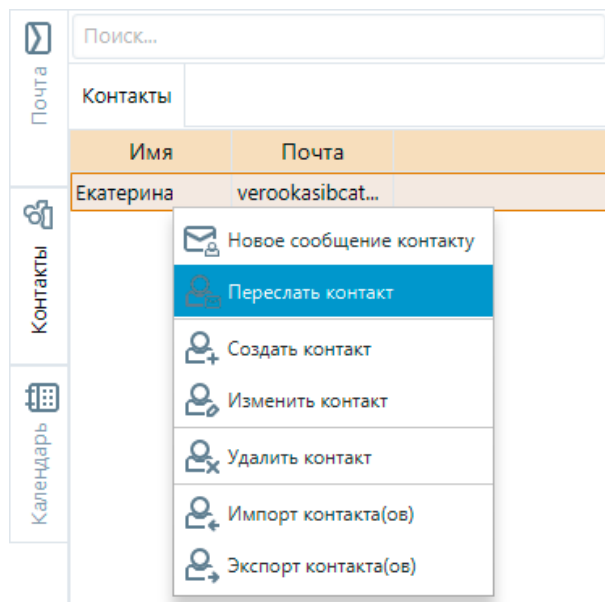 Поиск...
Почта
Контакты
Имя Почта
Екатерина verookasibcat...
Контакты
Новое сообщение контакту
Переслать контакт
Создать контакт
Изменить контакт
Удалить контакт
Календарь
Импорт контакта(ов)
Экспорт контакта(ов)